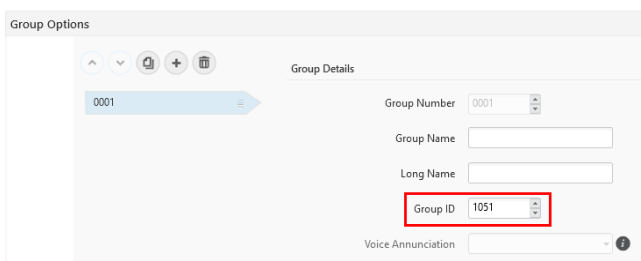 Group Options
Group Details
0001
Group Number 0001
Group Name
Long Name
Group ID 1051
Voice Annunciation